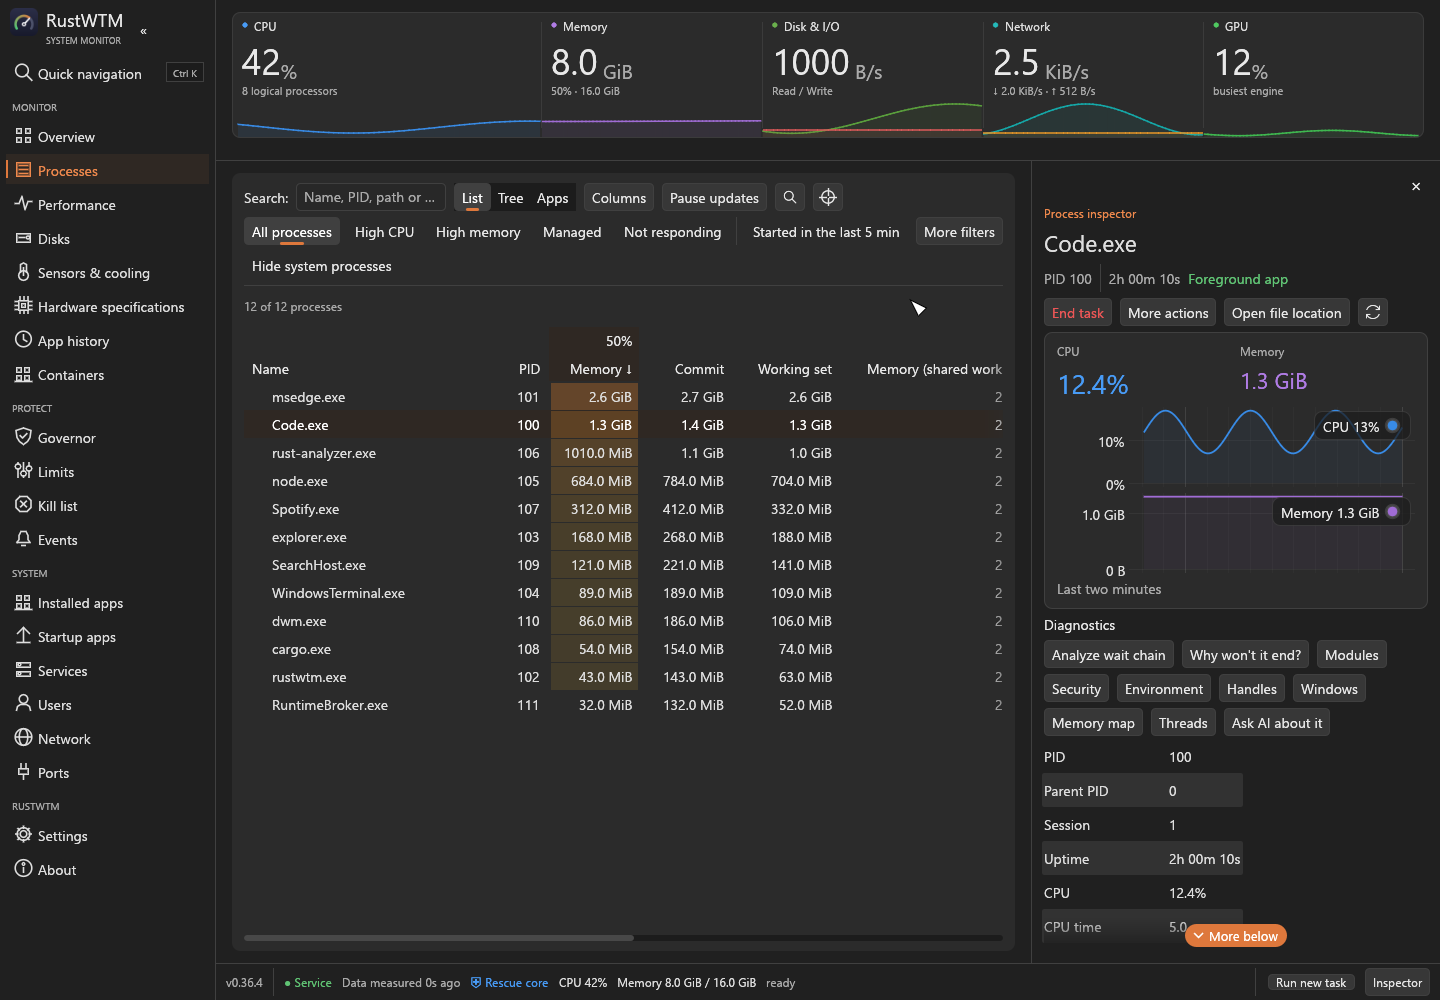 RustWTM
SYSTEM MONITOR
«
Quick navigation
Ctrl K
MONITOR
Overview
Processes
Performance
Disks
Sensors & cooling
Hardware specifications
App history
Containers
PROTECT
Governor
Limits
Kill list
Events
SYSTEM
Installed apps
Startup apps
Services
Users
Network
Ports
RUSTWTM
Settings
About
CPU
42%
8 logical processors
Memory
8.0 GiB
50% · 16.0 GiB
Disk & I/O
1000 B/s
Read / Write
Network
2.5 KiB/s
↓ 2.0 KiB/s · ↑ 512 B/s
GPU
12%
busiest engine
Search: Name, PID, path or ... List Tree Apps Columns Pause updates
All processes High CPU High memory Managed Not responding Started in the last 5 min More filters
Hide system processes
12 of 12 processes
50%
Name PID Memory ↓ Commit Working set Memory (shared work
msedge.exe 101 2.6 GiB 2.7 GiB 2.6 GiB 2
Code.exe 100 1.3 GiB 1.4 GiB 1.3 GiB 2
rust-analyzer.exe 106 1010.0 MiB 1.1 GiB 1.0 GiB 2
node.exe 105 684.0 MiB 784.0 MiB 704.0 MiB 2
Spotify.exe 107 312.0 MiB 412.0 MiB 332.0 MiB 2
explorer.exe 103 168.0 MiB 268.0 MiB 188.0 MiB 2
SearchHost.exe 109 121.0 MiB 221.0 MiB 141.0 MiB 2
WindowsTerminal.exe 104 89.0 MiB 189.0 MiB 109.0 MiB 2
dwm.exe 110 86.0 MiB 186.0 MiB 106.0 MiB 2
cargo.exe 108 54.0 MiB 154.0 MiB 74.0 MiB 2
rustwtm.exe 102 43.0 MiB 143.0 MiB 63.0 MiB 2
RuntimeBroker.exe 111 32.0 MiB 132.0 MiB 52.0 MiB 2
×
Process inspector
Code.exe
PID 100 2h 00m 10s Foreground app
End task More actions Open file location
CPU Memory
12.4% 1.3 GiB
CPU 13%
10%
0%
1.0 GiB
Memory 1.3 GiB
0 B
Last two minutes
Diagnostics
Analyze wait chain Why won't it end? Modules
Security Environment Handles Windows
Memory map Threads Ask AI about it
PID 100
Parent PID 0
Session 1
Uptime 2h 00m 10s
CPU 12.4%
CPU time 5.0
More below
v0.36.4 Service Data measured 0s ago Rescue core CPU 42% Memory 8.0 GiB / 16.0 GiB ready Run new task Inspector